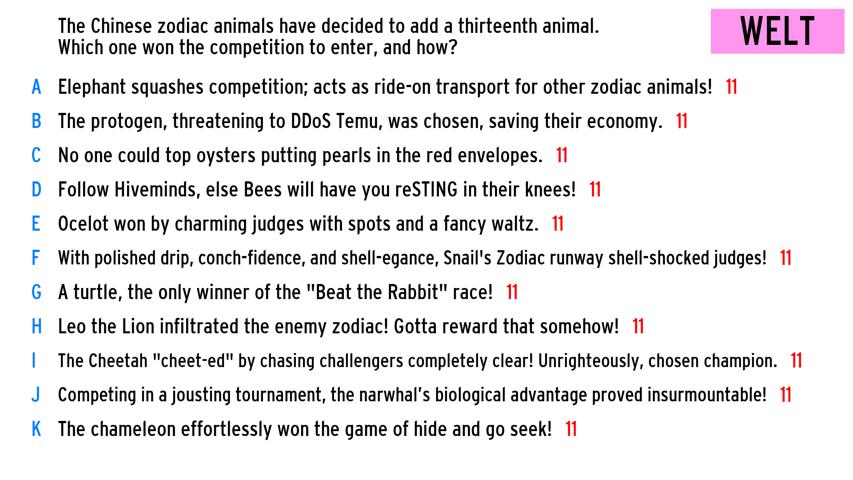 The Chinese zodiac animals have decided to add a thirteenth animal.
Which one won the competition to enter, and how?
WELT
A Elephant squashes competition; acts as ride-on transport for other zodiac animals! 11
B The protogen, threatening to DDoS Temu, was chosen, saving their economy. 11
C No one could top oysters putting pearls in the red envelopes. 11
D Follow Hiveminds, else Bees will have you reSTING in their knees! 11
E Ocelot won by charming judges with spots and a fancy waltz. 11
F With polished drip, conch-fidence, and shell-egance, Snail's Zodiac runway shell-shocked judges! 11
G A turtle, the only winner of the "Beat the Rabbit" race! 11
H Leo the Lion infiltrated the enemy zodiac! Gotta reward that somehow! 11
I The Cheetah "cheet-ed" by chasing challengers completely clear! Unrighteously, chosen champion. 11
J Competing in a jousting tournament, the narwhal's biological advantage proved insurmountable! 11
K The chameleon effortlessly won the game of hide and go seek! 11